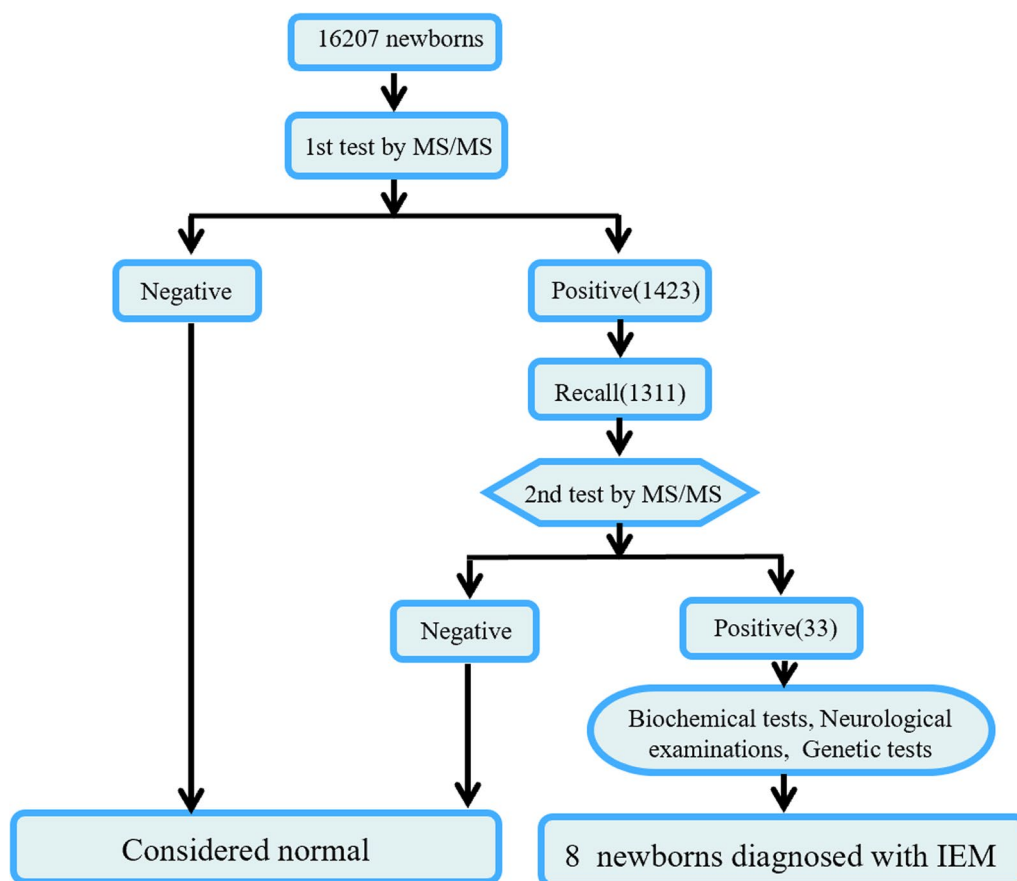 16207 newborns
1st test by MS/MS
Negative
Positive(1423)
Recall(1311)
2nd test by MS/MS
Negative
Positive(33)
Biochemical tests, Neurological
examinations, Genetic tests
Considered normal
8 newborns diagnosed with IEM